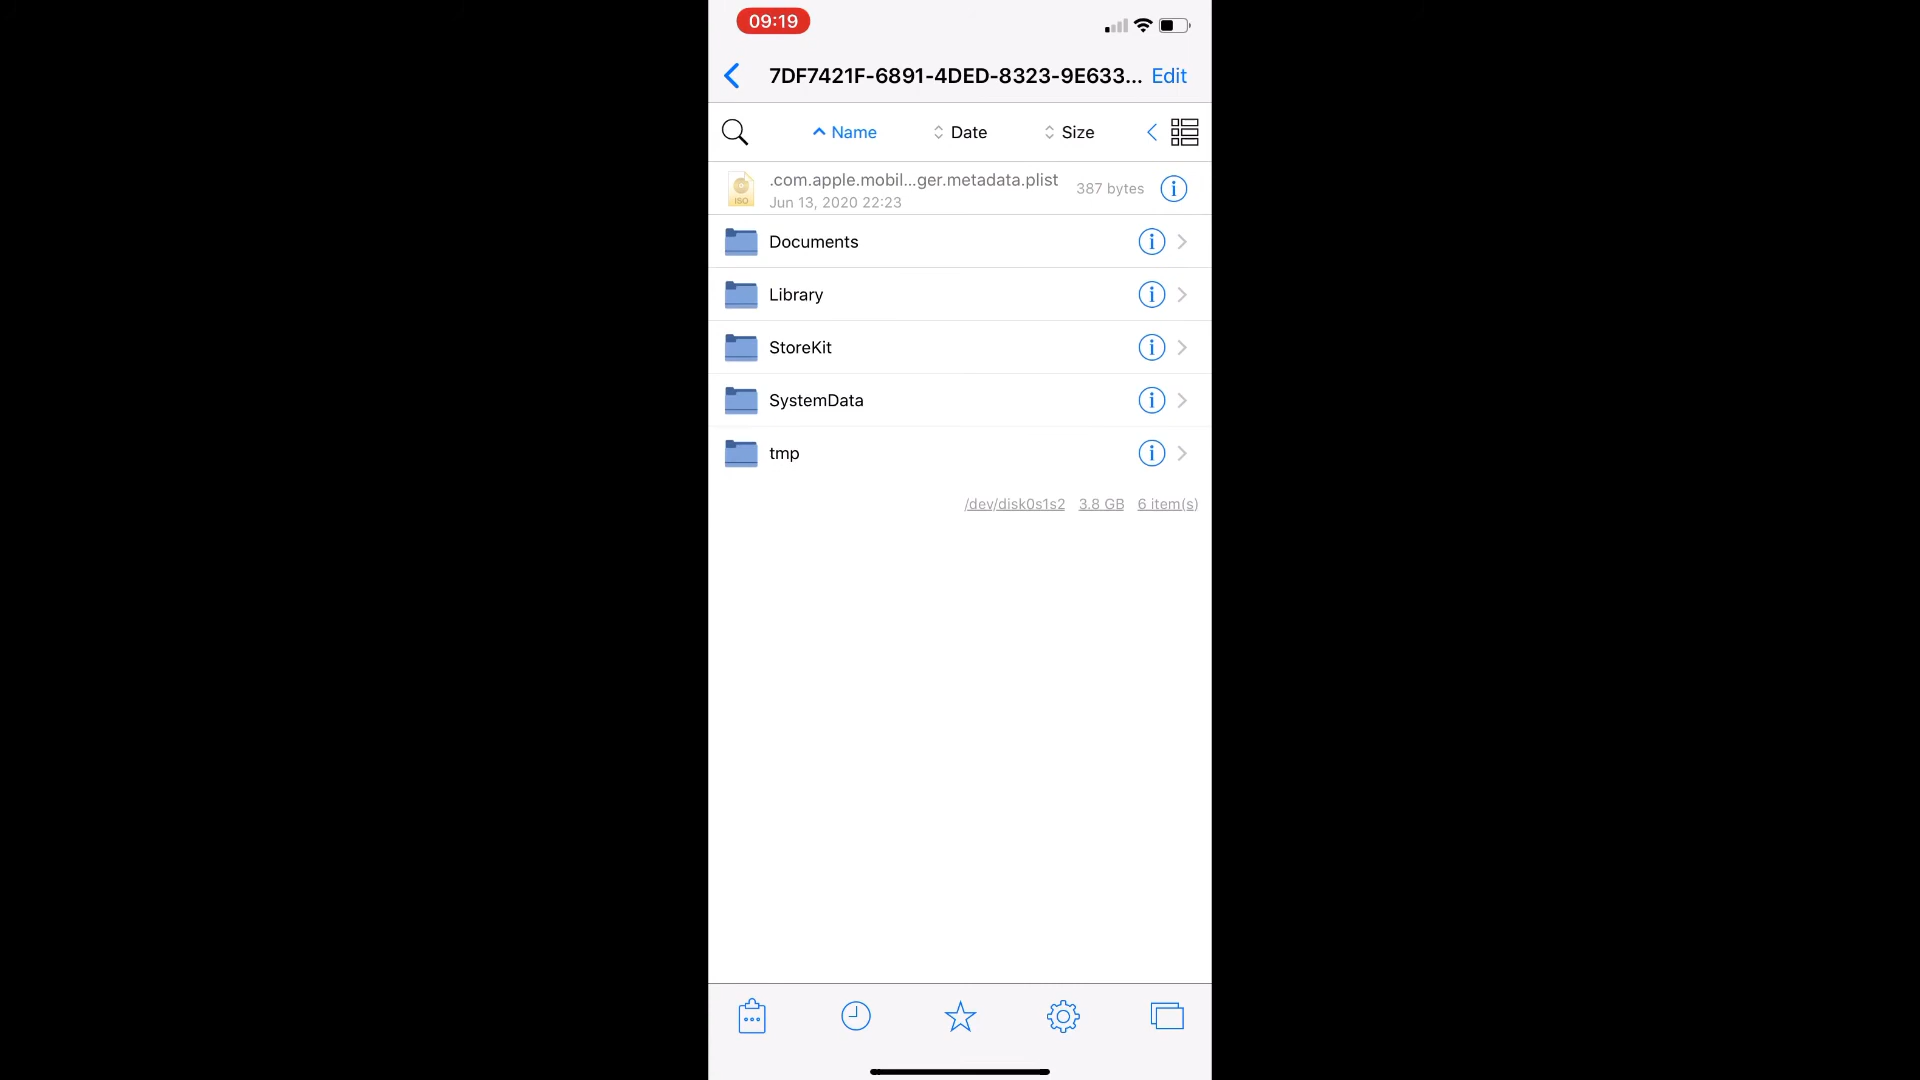 09:19
7DF7421F-6891-4DED-8323-9E633... Edit
Name Date Size
.com.apple.mobil...ger.metadata.plist 387 bytes
Jun 13, 2020 22:23
ISO
Documents
Library
StoreKit
SystemData
tmp
/dev/disk0s1s2 3.8 GB 6 item(s)